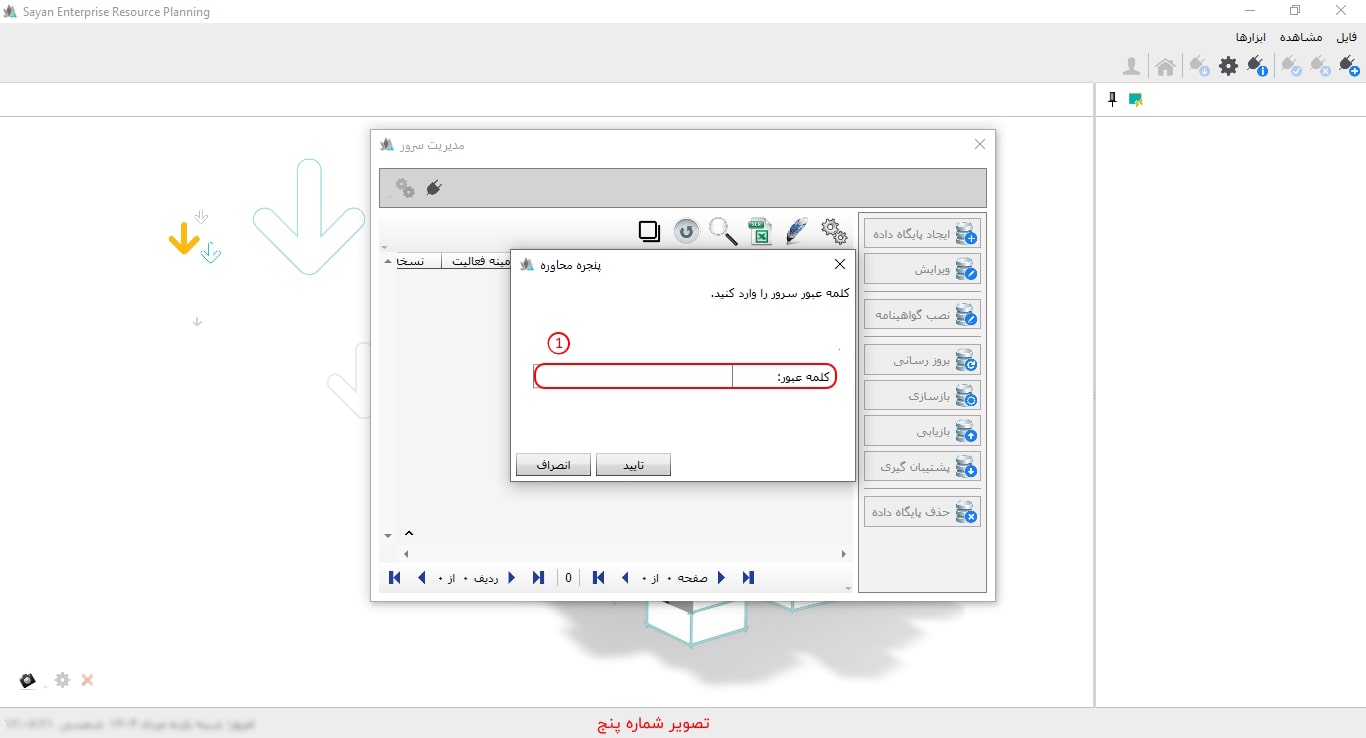 Sayan Enterprise Resource Planning
فایل مشاهده ابزارها
مدیریت سرور
ایجاد پایگاه داده
ویرایش
نصب گواهینامه
بروز رسانی
بازسازی
بازیابی
پشتیبان گیری
حذف پایگاه داده
مینه فعالیت
نسخه
پنجره محاوره
کلمه عبور سرور را وارد کنید.
.
1
کلمه عبور:
تایید
انصراف
صفحه ۰ از ۰
0
ردیف ۰ از ۰
تصویر شماره پنج